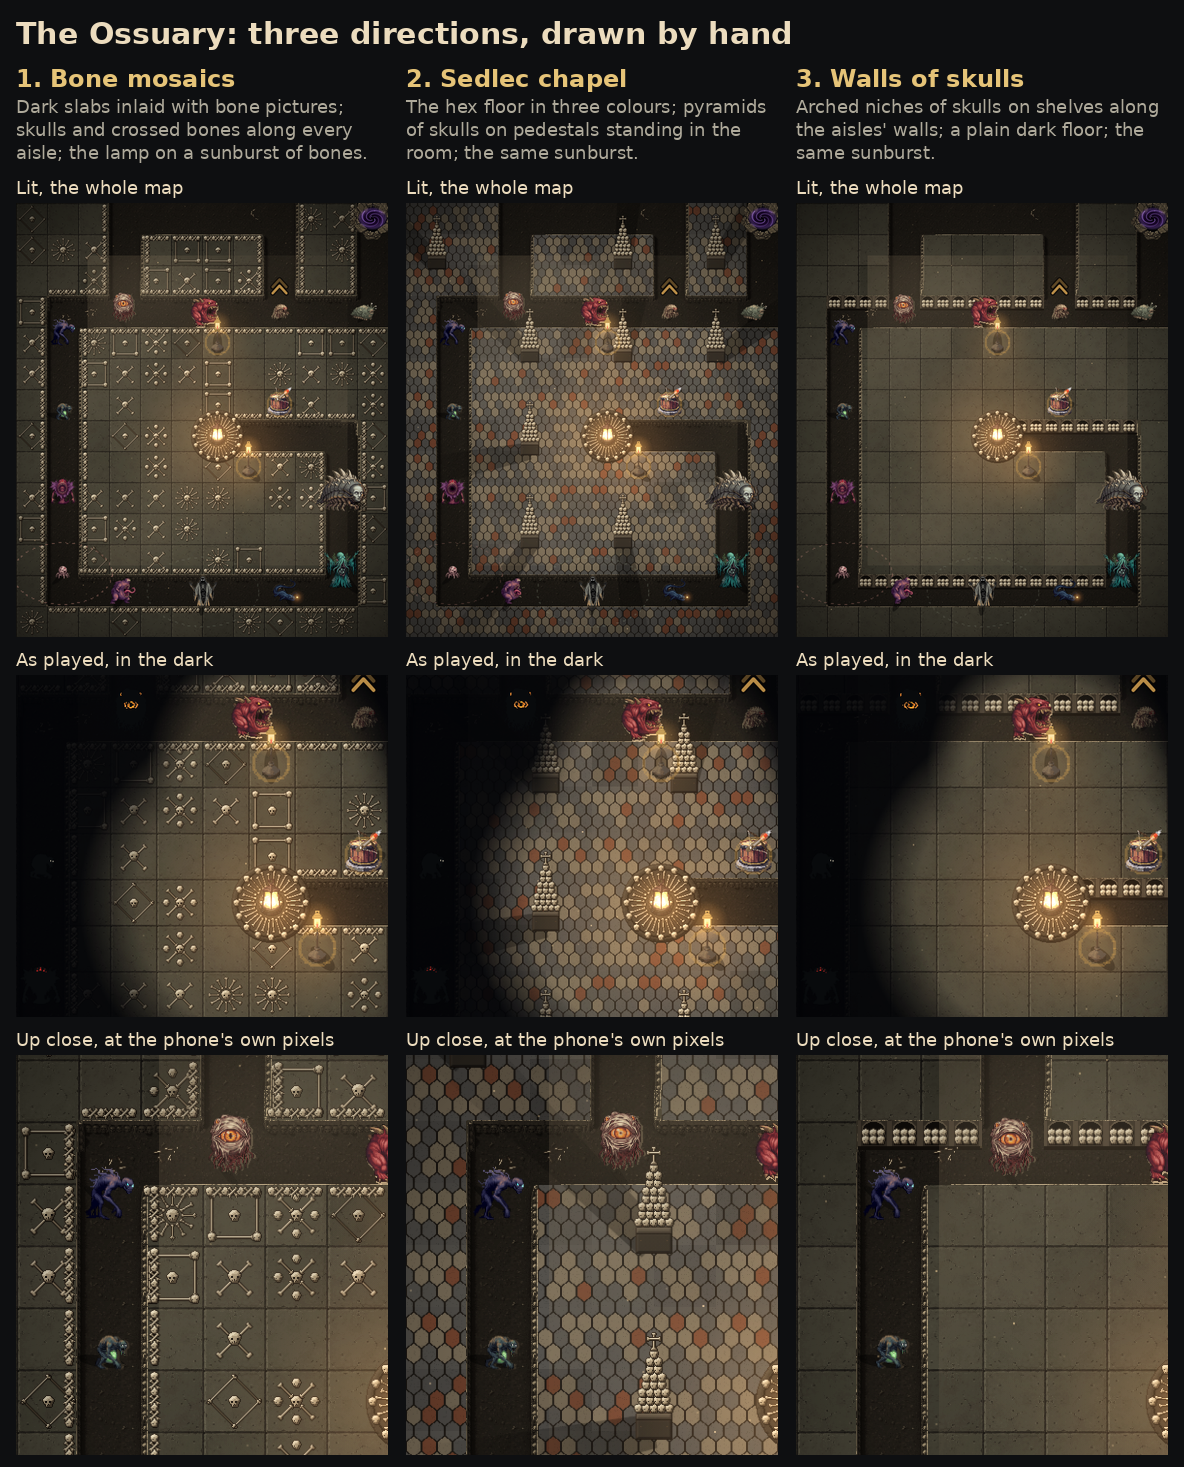 The Ossuary: three directions, drawn by hand
1. Bone mosaics
Dark slabs inlaid with bone pictures;
skulls and crossed bones along every
aisle; the lamp on a sunburst of bones.
Lit, the whole map
As played, in the dark
Up close, at the phone's own pixels
2. Sedlec chapel
The hex floor in three colours; pyramids
of skulls on pedestals standing in the
room; the same sunburst.
Lit, the whole map
As played, in the dark
Up close, at the phone's own pixels
3. Walls of skulls
Arched niches of skulls on shelves along
the aisles' walls; a plain dark floor; the
same sunburst.
Lit, the whole map
As played, in the dark
Up close, at the phone's own pixels